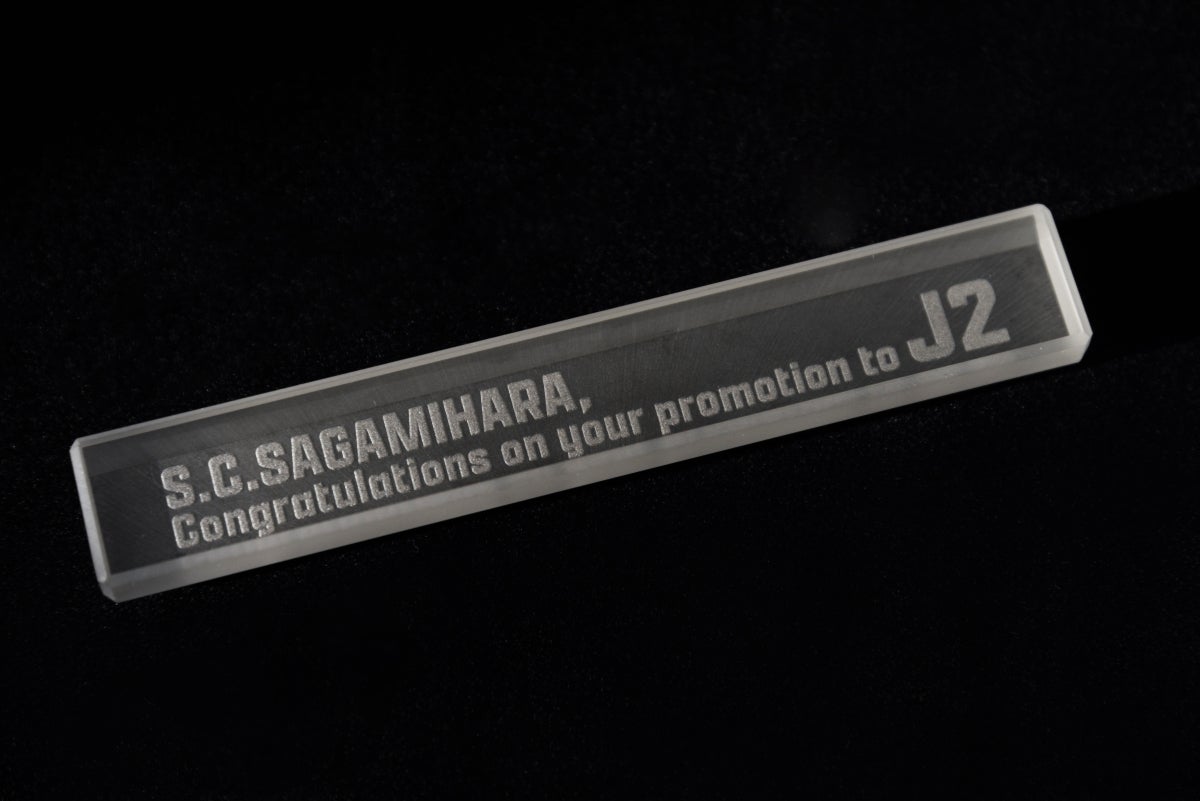 S.C.SAGAMIHARA,
Congratulations on your promotion to J2